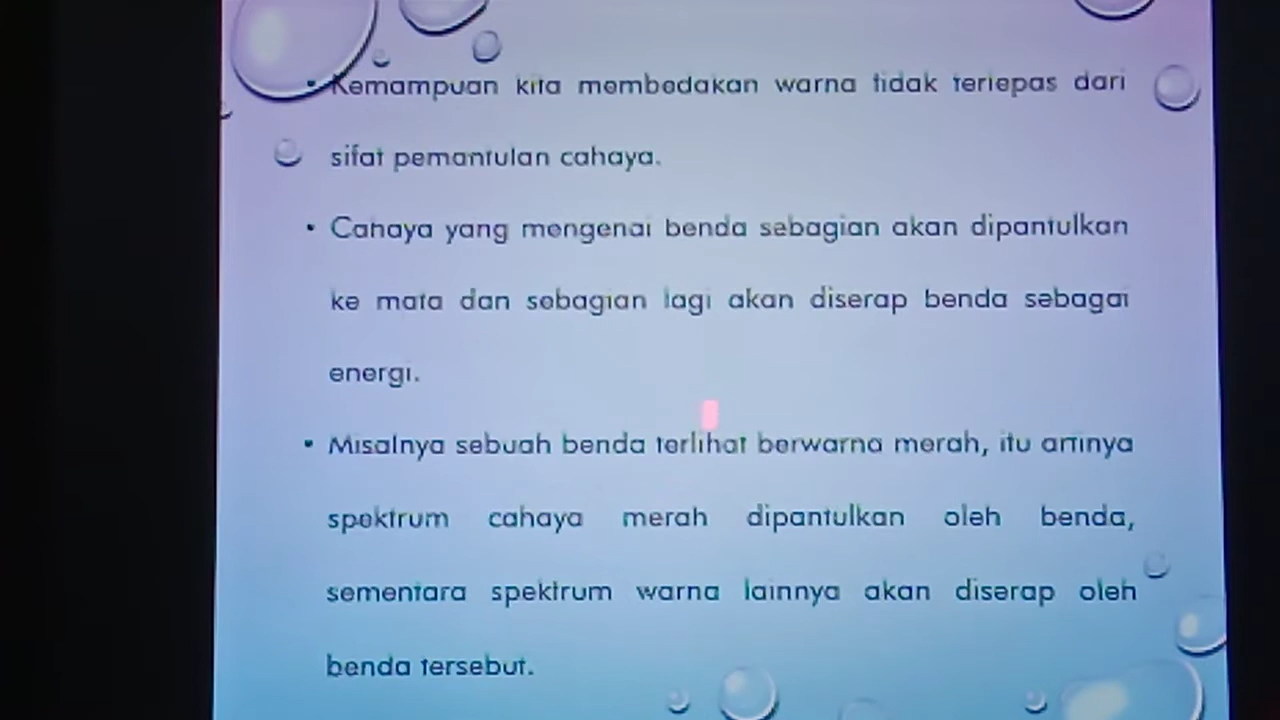 • Kemampuan kita membedakan warna tidak terlepas dari
sifat pemantulan cahaya.
• Cahaya yang mengenai benda sebagian akan dipantulkan
ke mata dan sebagian lagi akan diserap benda sebagai
energi.
• Misalnya sebuah benda terlihat berwarna merah, itu artinya
spektrum cahaya merah dipantulkan oleh benda,
sementara spektrum warna lainnya akan diserap oleh
benda tersebut.